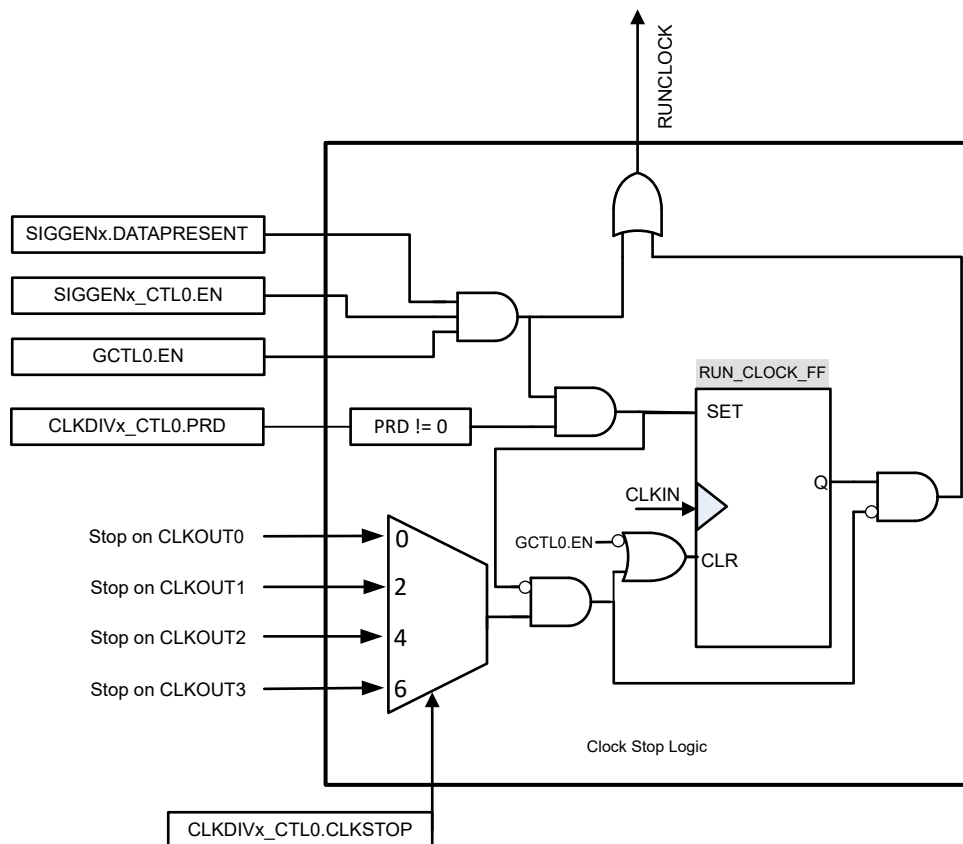 RUNCLOCK
SIGGENx.DATAPRESENT
SIGGENx_CTL0.EN
GCTL0.EN
RUN_CLOCK_FF
CLKDIVx_CTL0.PRD
PRD != 0
SET
Q
CLKIN
Stop on CLKOUT0
0
GCTL0.EN
CLR
Stop on CLKOUT1
2
Stop on CLKOUT2
4
Stop on CLKOUT3
6
Clock Stop Logic
CLKDIVx_CTL0.CLKSTOP